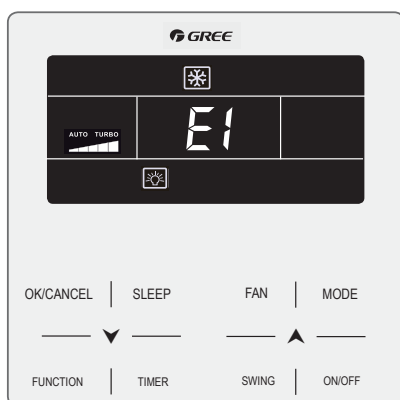 GREE
AUTO TURBO
E1
OK/CANCEL SLEEP FAN MODE
FUNCTION TIMER SWING ON/OFF